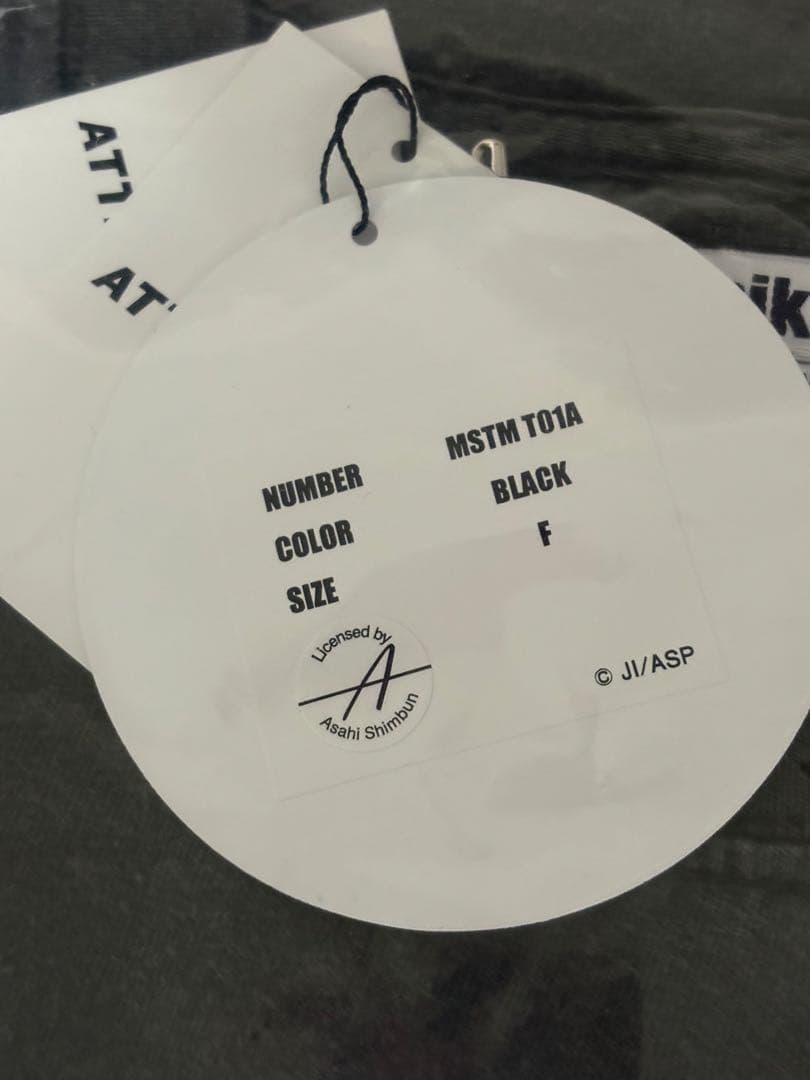 NUMBER MSTM T01A
COLOR BLACK
SIZE F
Licensed by
A
Asahi Shimbun
© JI/ASP